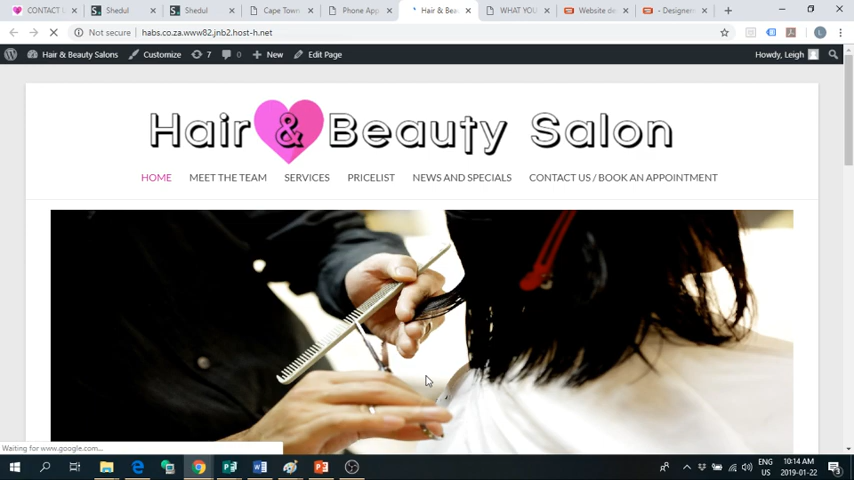 CONTACT U
Shedul
Shedul
Cape Town
Phone App
Hair & Beau
WHAT YOU
Website de
- Designer
Not secure
habs.co.za.www82.jnb2.host-h.net
Hair & Beauty Salons
Customize
7
0
New
Edit Page
Howdy, Leigh
Hair & Beauty Salon
HOME MEET THE TEAM SERVICES PRICELIST NEWS AND SPECIALS CONTACT US / BOOK AN APPOINTMENT
Waiting for www.google.com...
ENG
US
10:14 AM
2019-01-22
3